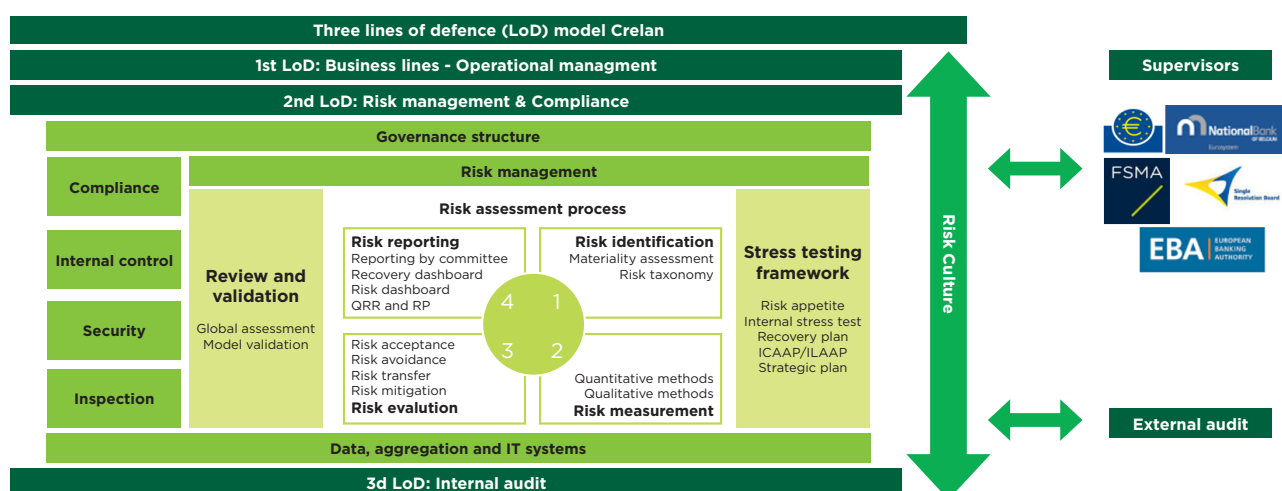 Three lines of defence (LoD) model Crelan
1st LoD: Business lines - Operational managment
2nd LoD: Risk management & Compliance
Governance structure
Compliance
Internal control
Security
Inspection
Risk management
Review and
validation
Global assessment
Model validation
Risk assessment process
Risk reporting
Reporting by committee
Recovery dashboard
Risk dashboard
QRR and RP
4
Risk identification
Materiality assessment
Risk taxonomy
1
Risk acceptance
Risk avoidance
Risk transfer
Risk mitigation
Risk evalution
3
Quantitative methods
Qualitative methods
Risk measurement
2
Stress testing
framework
Risk appetite
Internal stress test
Recovery plan
ICAAP/ILAAP
Strategic plan
Data, aggregation and IT systems
3d LoD: Internal audit
Risk Culture
Supervisors
NationalBank
OF BELGIUM
Eurosystem
FSMA
Single
Resolution Board
EBA
EUROPEAN
BANKING
AUTHORITY
External audit